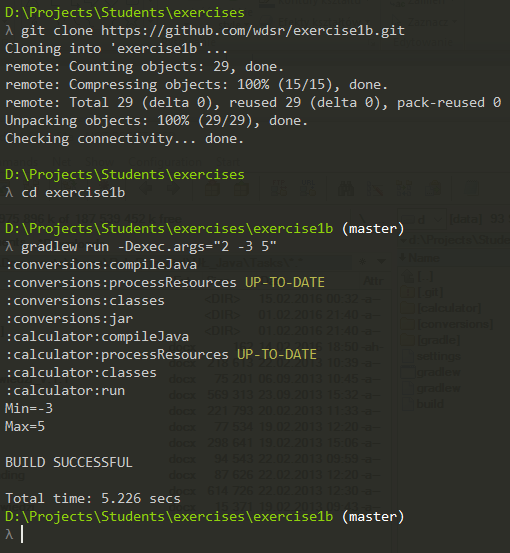 D:\Projects\Students\exercises
λ git clone https://github.com/wdsr/exercise1b.git
Cloning into 'exercise1b'...
remote: Counting objects: 29, done.
remote: Compressing objects: 100% (15/15), done.
remote: Total 29 (delta 0), reused 29 (delta 0), pack-reused 0
Unpacking objects: 100% (29/29), done.
Checking connectivity... done.
D:\Projects\Students\exercises
λ cd exercise1b
D:\Projects\Students\exercises\exercise1b (master)
λ gradlew run -Dexec.args="2 -3 5"
:conversions:compileJava
:conversions:processResources UP-TO-DATE
:conversions:classes
:conversions:jar
:calculator:compileJava
:calculator:processResources UP-TO-DATE
:calculator:classes
:calculator:run
Min=-3
Max=5
BUILD SUCCESSFUL
Total time: 5.226 secs
D:\Projects\Students\exercises\exercise1b (master)
λ